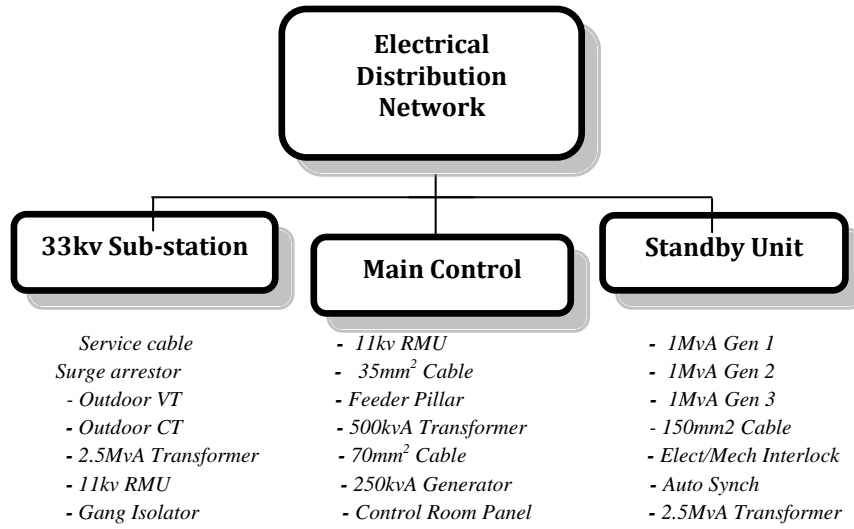 Electrical
Distribution
Network
33kv Sub-station
Service cable
Surge arrestor
- Outdoor VT
- Outdoor CT
- 2.5MvA Transformer
- 11kv RMU
- Gang Isolator
Main Control
- 11kv RMU
- 35mm² Cable
- Feeder Pillar
- 500kvA Transformer
- 70mm² Cable
- 250kvA Generator
- Control Room Panel
Standby Unit
- 1MvA Gen 1
- 1MvA Gen 2
- 1MvA Gen 3
- 150mm2 Cable
- Elect/Mech Interlock
- Auto Synch
- 2.5MvA Transformer